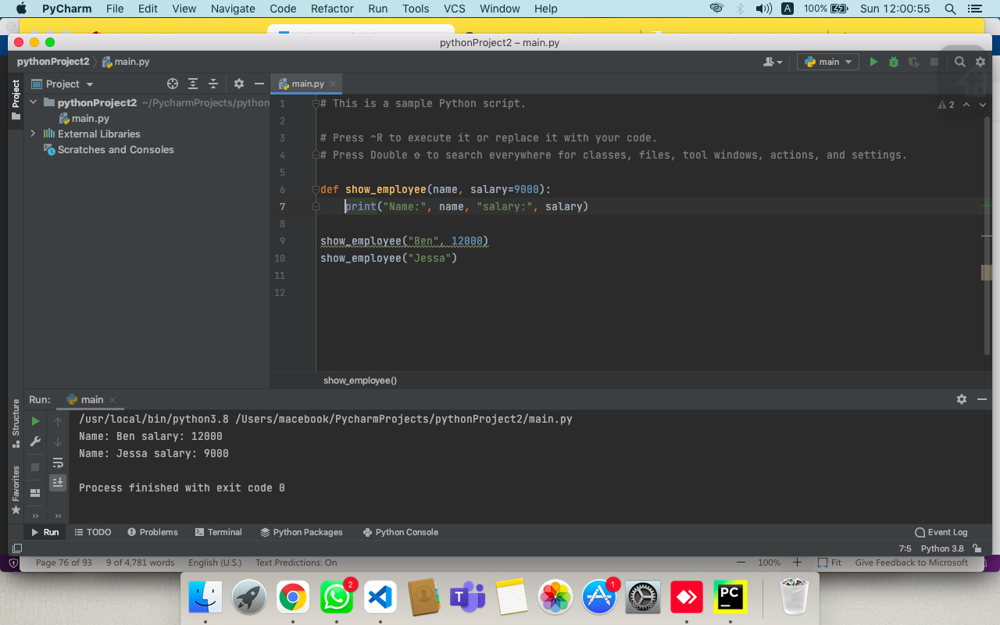 PyCharm File Edit View Navigate Code Refactor Run Tools VCS Window Help A 100% Sun 12:00:55
pythonProject2 – main.py
pythonProject2 main.py main
Project Project main.py
pythonProject2 ~/PycharmProjects/python
main.py
External Libraries
Scratches and Consoles
2
1 # This is a sample Python script.
2
3 # Press ^R to execute it or replace it with your code.
4 # Press Double ⇧ to search everywhere for classes, files, tool windows, actions, and settings.
5
6 def show_employee(name, salary=9000):
7 print("Name:", name, "salary:", salary)
8
9 show_employee("Ben", 12000)
10 show_employee("Jessa")
11
12
show_employee()
Run: main
Structure
Favorites
/usr/local/bin/python3.8 /Users/macebook/PycharmProjects/pythonProject2/main.py
Name: Ben salary: 12000
Name: Jessa salary: 9000
Process finished with exit code 0
Run TODO Problems Terminal Python Packages Python Console Event Log
7:5 Python 3.8
Page 76 of 93 9 of 4,781 words English (U.S.) Text Predictions: On 100% Fit Give Feedback to Microsoft
2 1
T
PC